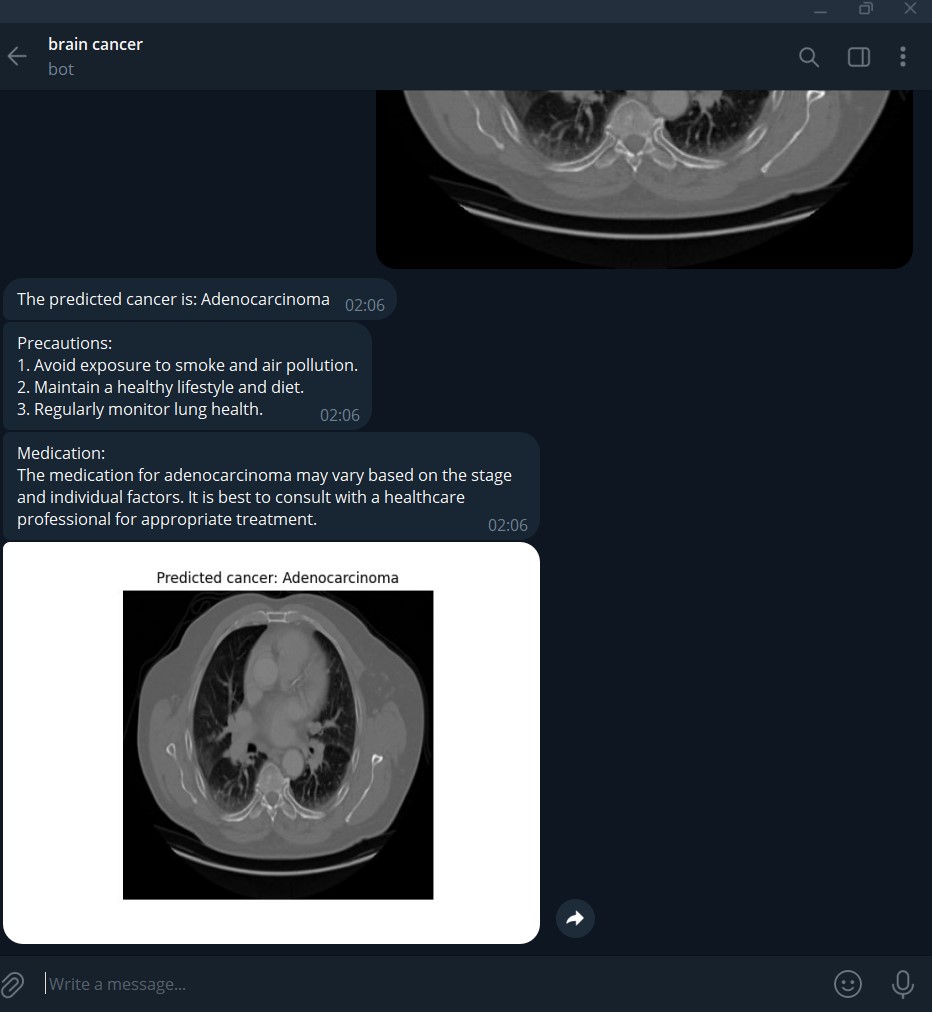 brain cancer
bot
The predicted cancer is: Adenocarcinoma 02:06
Precautions:
1. Avoid exposure to smoke and air pollution.
2. Maintain a healthy lifestyle and diet.
3. Regularly monitor lung health. 02:06
Medication:
The medication for adenocarcinoma may vary based on the stage
and individual factors. It is best to consult with a healthcare
professional for appropriate treatment. 02:06
Predicted cancer: Adenocarcinoma
Write a message...